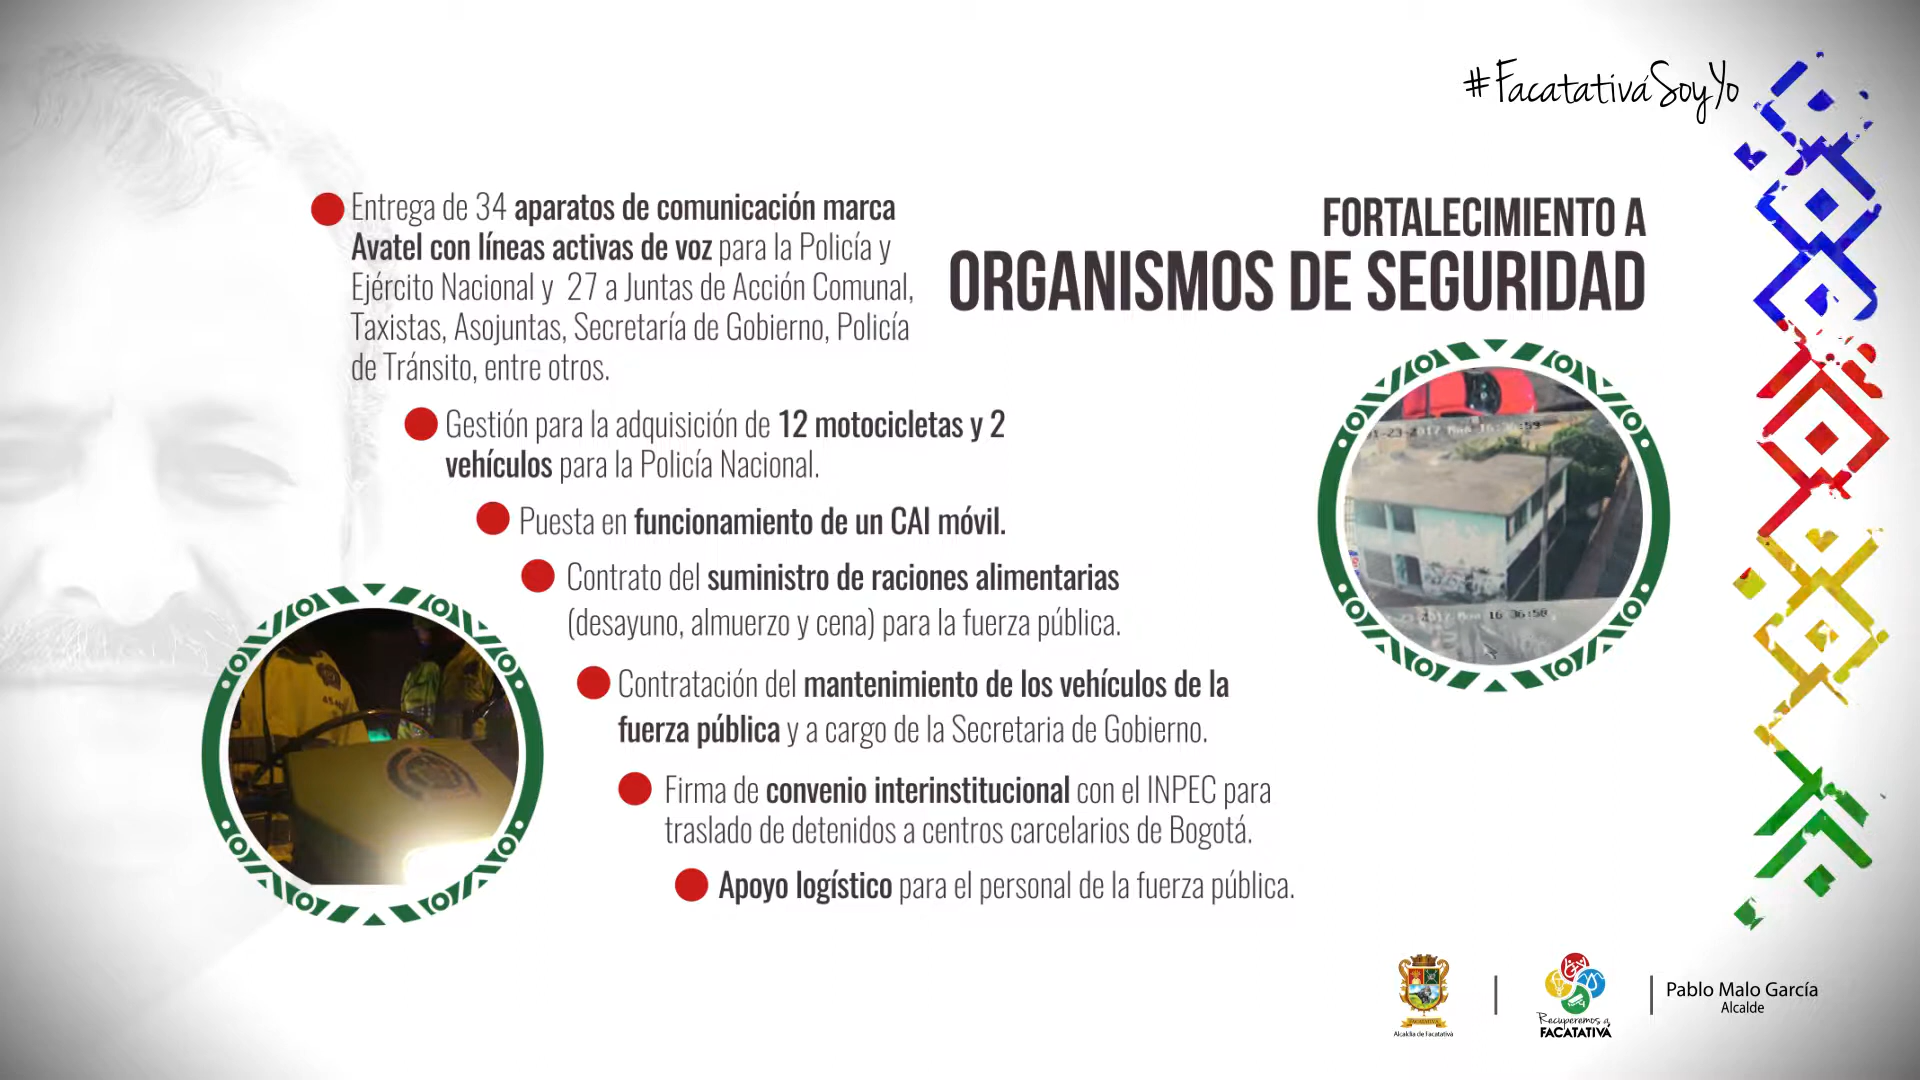 #FacatativáSoyYo
FORTALECIMIENTO A
ORGANISMOS DE SEGURIDAD
Entrega de 34 aparatos de comunicación marca
Avatel con líneas activas de voz para la Policía y
Ejército Nacional y 27 a Juntas de Acción Comunal,
Taxistas, Asojuntas, Secretaría de Gobierno, Policía
de Tránsito, entre otros.
Gestión para la adquisición de 12 motocicletas y 2
vehículos para la Policía Nacional.
Puesta en funcionamiento de un CAI móvil.
Contrato del suministro de raciones alimentarias
(desayuno, almuerzo y cena) para la fuerza pública.
Contratación del mantenimiento de los vehículos de la
fuerza pública y a cargo de la Secretaria de Gobierno.
Firma de convenio interinstitucional con el INPEC para
traslado de detenidos a centros carcelarios de Bogotá.
Apoyo logístico para el personal de la fuerza pública.
16 36:58
Alcaldia de Facatativá
Recuperemos a
FACATATIVÁ
Pablo Malo García
Alcalde